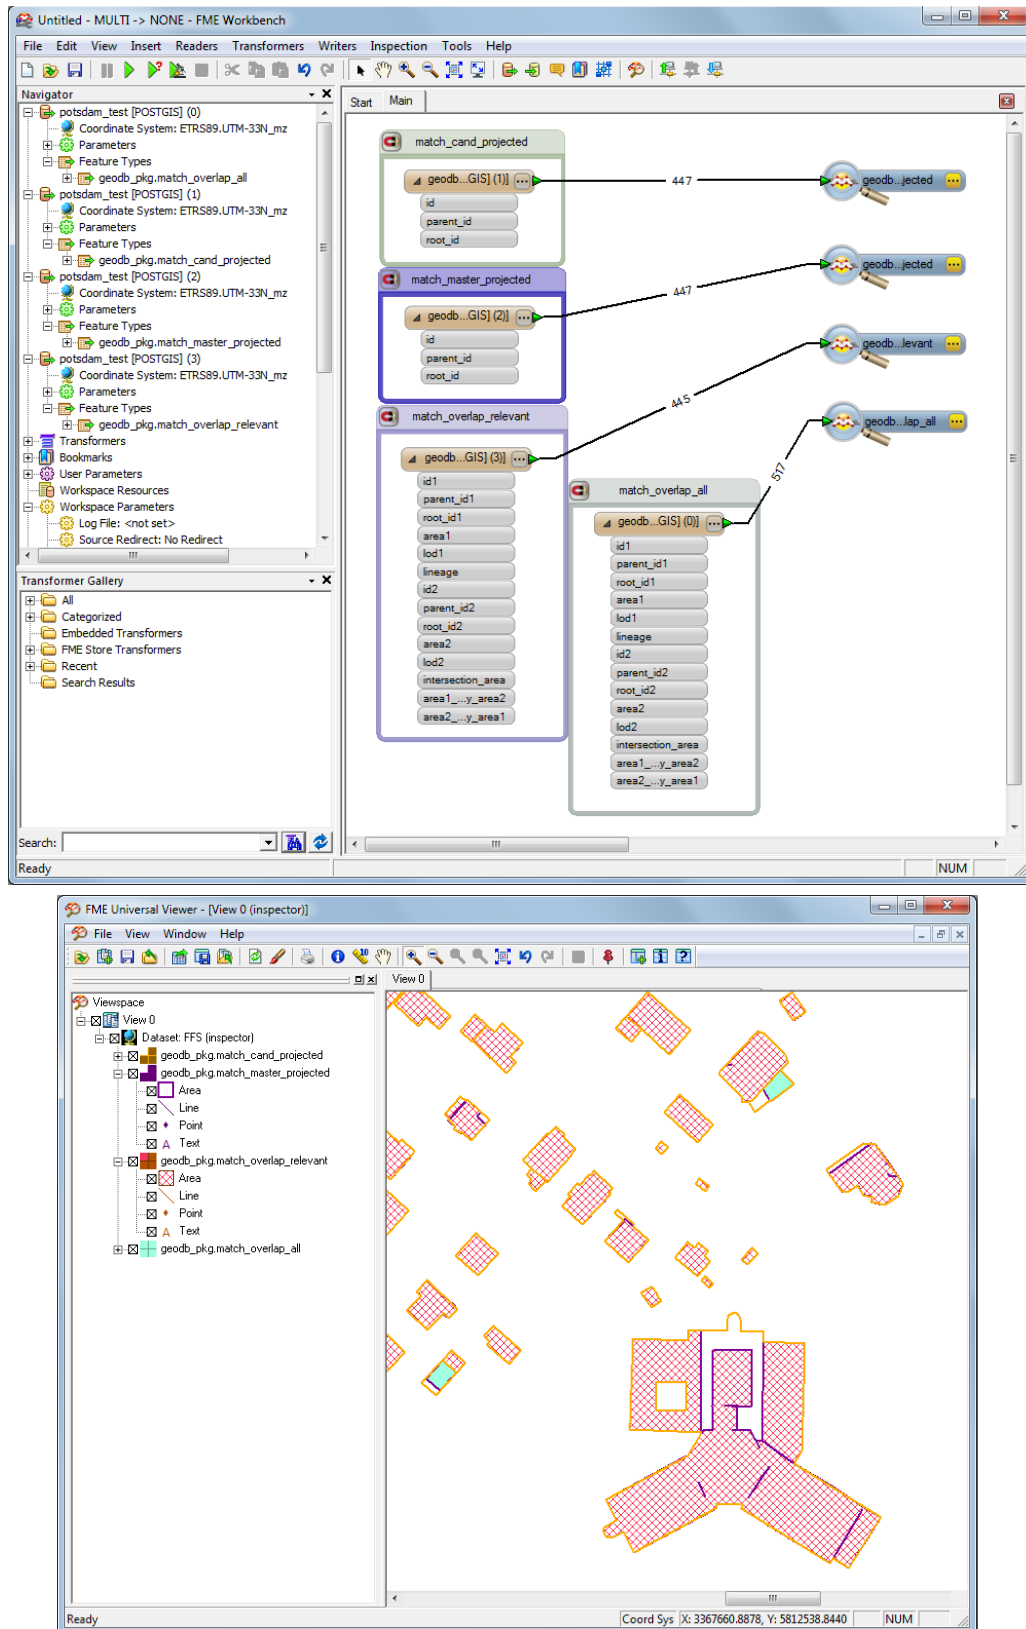 Untitled - MULTI -> NONE - FME Workbench
File Edit View Insert Readers Transformers Writers Inspection Tools Help
Navigator
potsdam_test [POSTGIS] (0)
Coordinate System: ETRS89.UTM-33N_mz
Parameters
Feature Types
geodb_pkg.match_overlap_all
potsdam_test [POSTGIS] (1)
Coordinate System: ETRS89.UTM-33N_mz
Parameters
Feature Types
geodb_pkg.match_cand_projected
potsdam_test [POSTGIS] (2)
Coordinate System: ETRS89.UTM-33N_mz
Parameters
Feature Types
geodb_pkg.match_master_projected
potsdam_test [POSTGIS] (3)
Coordinate System: ETRS89.UTM-33N_mz
Parameters
Feature Types
geodb_pkg.match_overlap_relevant
Transformers
Bookmarks
User Parameters
Workspace Resources
Workspace Parameters
Log File: <not set>
Source Redirect: No Redirect
Transformer Gallery
All
Categorized
Embedded Transformers
FME Store Transformers
Recent
Search Results
Search:
Ready
NUM
Start Main
match_cand_projected
geodb...GIS] (1)]
id
parent_id
root_id
447
geodb...jected
match_master_projected
geodb...GIS] (2)]
id
parent_id
root_id
447
geodb...jected
match_overlap_relevant
geodb...GIS] (3)]
id1
parent_id1
root_id1
area1
lod1
lineage
id2
parent_id2
root_id2
area2
lod2
intersection_area
area1_...y_area2
area2_...y_area1
445
geodb...levant
match_overlap_all
geodb...GIS] (0)]
id1
parent_id1
root_id1
area1
lod1
lineage
id2
parent_id2
root_id2
area2
lod2
intersection_area
area1_...y_area2
area2_...y_area1
517
geodb...lap_all
FME Universal Viewer - [View 0 (inspector)]
File View Window Help
View 0
Viewspace
View 0
Dataset: FFS (inspector)
geodb_pkg.match_cand_projected
geodb_pkg.match_master_projected
Area
Line
Point
A Text
geodb_pkg.match_overlap_relevant
Area
Line
Point
A Text
geodb_pkg.match_overlap_all
Ready
Coord Sys X: 3367660.8878, Y: 5812538.8440 NUM